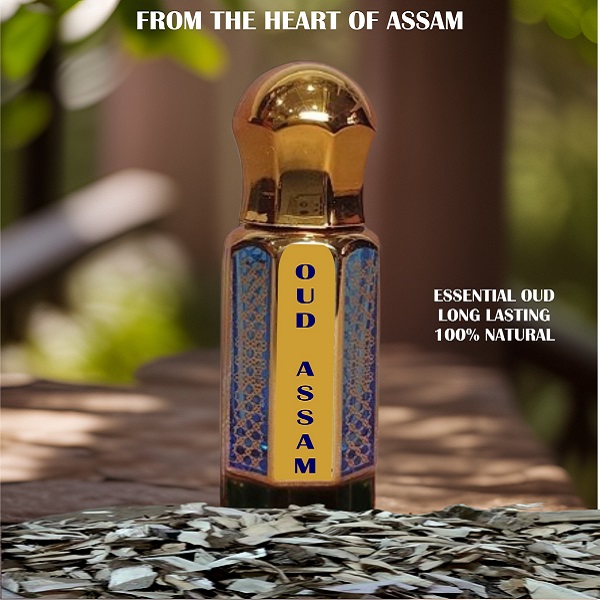 FROM THE HEART OF ASSAM
OUD ASSAM
ESSENTIAL OUD
LONG LASTING
100% NATURAL